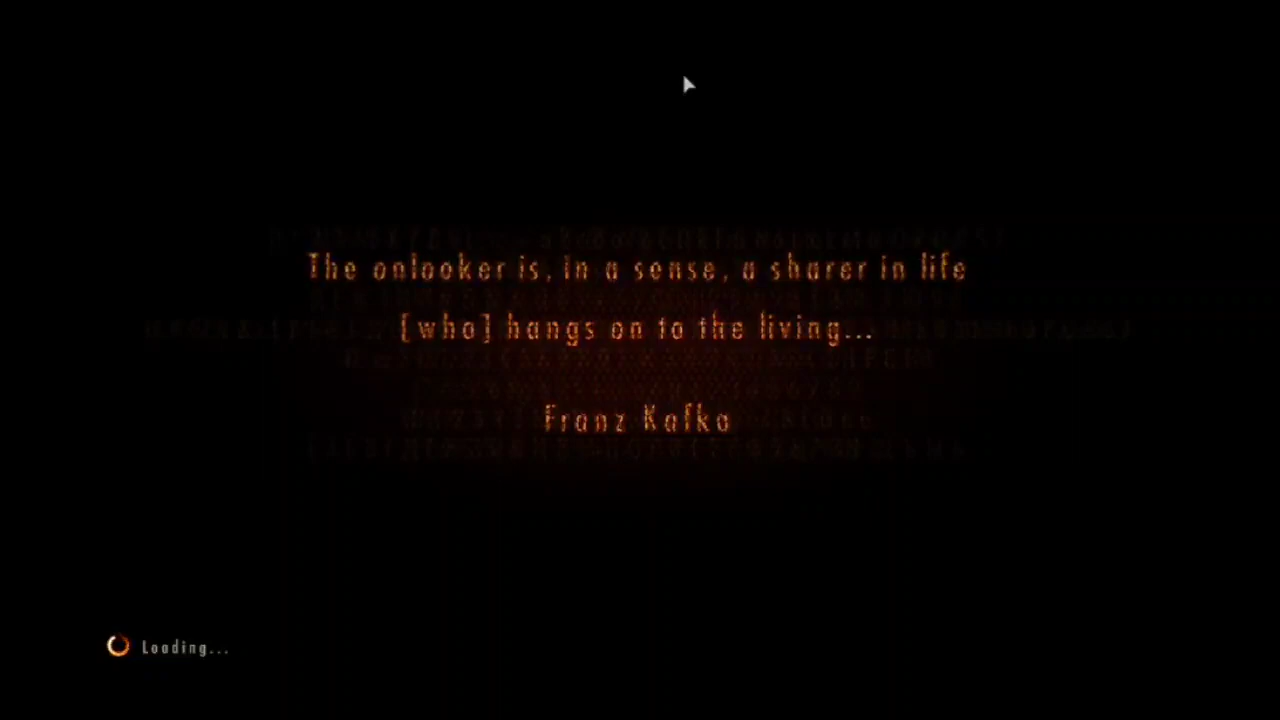 The onlooker is, in a sense, a sharer in life
[who] hangs on to the living...
Franz Kafka
Loading...